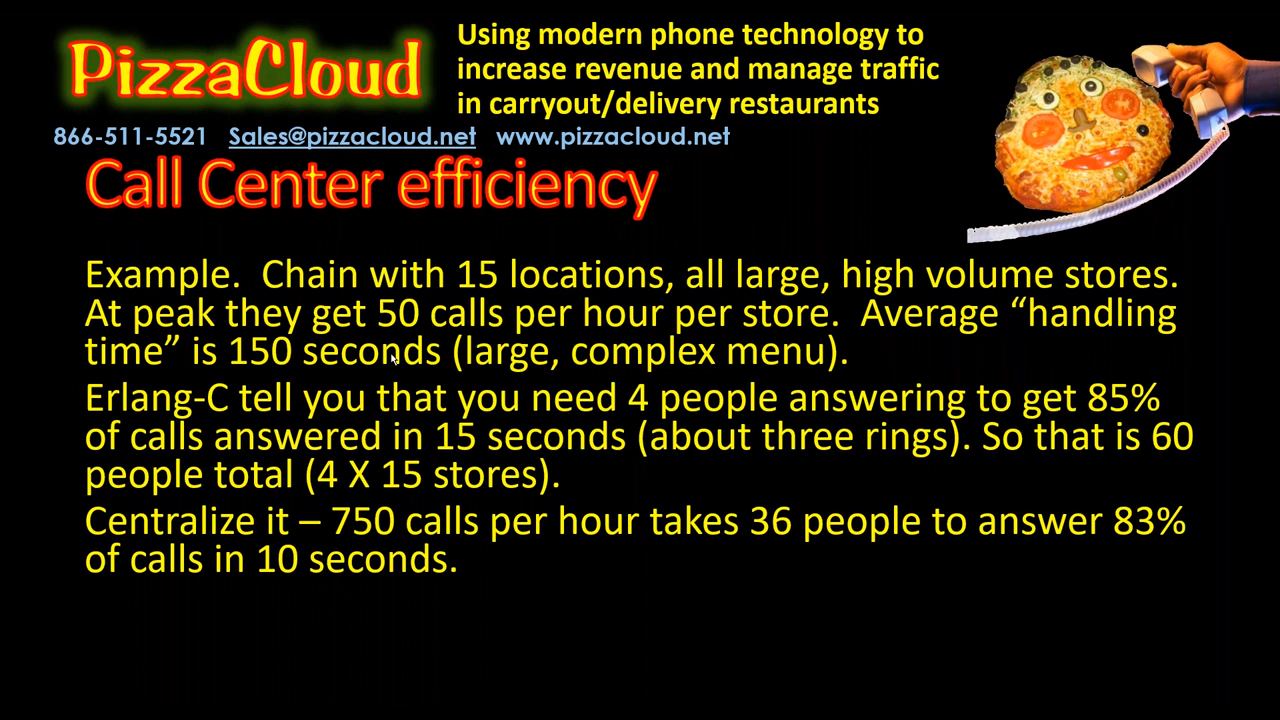 PizzaCloud
Using modern phone technology to
increase revenue and manage traffic
in carryout/delivery restaurants
866-511-5521 Sales@pizzacloud.net www.pizzacloud.net
Call Center efficiency
Example. Chain with 15 locations, all large, high volume stores.
At peak they get 50 calls per hour per store. Average “handling
time” is 150 seconds (large, complex menu).
Erlang-C tell you that you need 4 people answering to get 85%
of calls answered in 15 seconds (about three rings). So that is 60
people total (4 X 15 stores).
Centralize it – 750 calls per hour takes 36 people to answer 83%
of calls in 10 seconds.